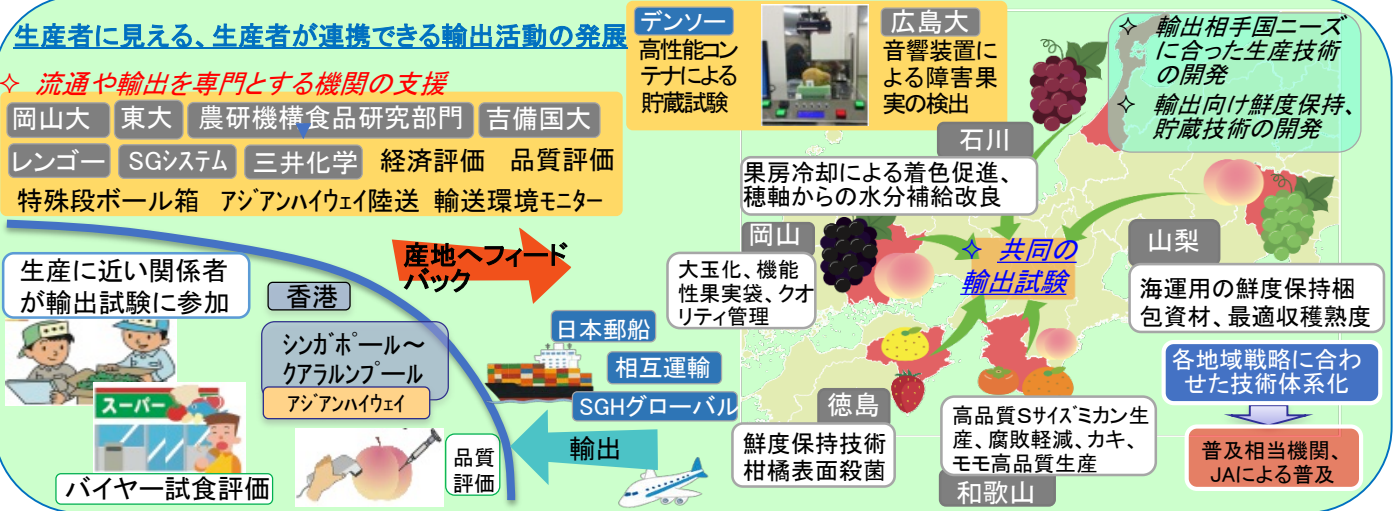 生産者に見える、生産者が連携できる輸出活動の発展
✧ 流通や輸出を専門とする機関の支援
岡山大
東大
農研機構食品研究部門
吉備国大
レンゴー
SGシステム
三井化学
経済評価
品質評価
特殊段ボール箱
アジアンハイウェイ陸送
輸送環境モニター
デンソー
高性能コン
テナによる
貯蔵試験
広島大
音響装置に
よる障害果
実の検出
✧ 輸出相手国ニーズ
に合った生産技術
の開発
✧ 輸出向け鮮度保持、
貯蔵技術の開発
石川
果房冷却による着色促進、
穂軸からの水分補給改良
岡山
大玉化、機能
性果実袋、クオ
リティ管理
✧ 共同の
輸出試験
山梨
海運用の鮮度保持梱
包資材、最適収穫熟度
産地へフィード
バック
生産に近い関係者
が輸出試験に参加
香港
シンガポール～
クアラルンプール
アジアンハイウェイ
日本郵船
相互運輸
SGHグローバル
輸出
スーパー
バイヤー試食評価
品質
評価
徳島
鮮度保持技術
柑橘表面殺菌
高品質Sサイズミカン生
産、腐敗軽減、カキ、
モモ高品質生産
和歌山
各地域戦略に合わ
せた技術体系化
普及相当機関、
JAによる普及